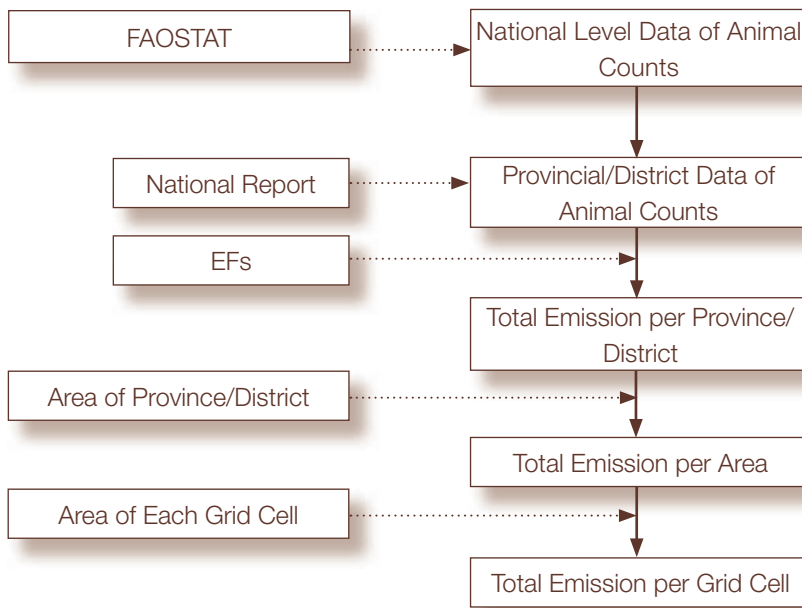 FAOSTAT
National Level Data of Animal
Counts
National Report
Provincial/District Data of
Animal Counts
EFs
Total Emission per Province/
District
Area of Province/District
Total Emission per Area
Area of Each Grid Cell
Total Emission per Grid Cell